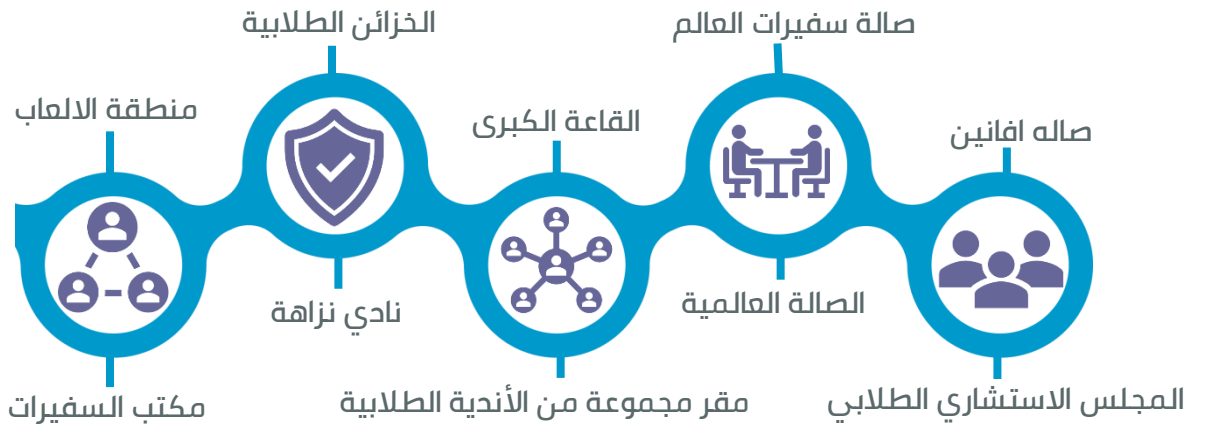 صاله افانين
المجلس الاستشاري الطلابي
صالة سفيرات العالم
الصالة العالمية
القاعة الكبرى
مقر مجموعة من الأندية الطلابية
الخزائن الطلابية
نادي نزاهة
منطقة الالعاب
مكتب السفيرات